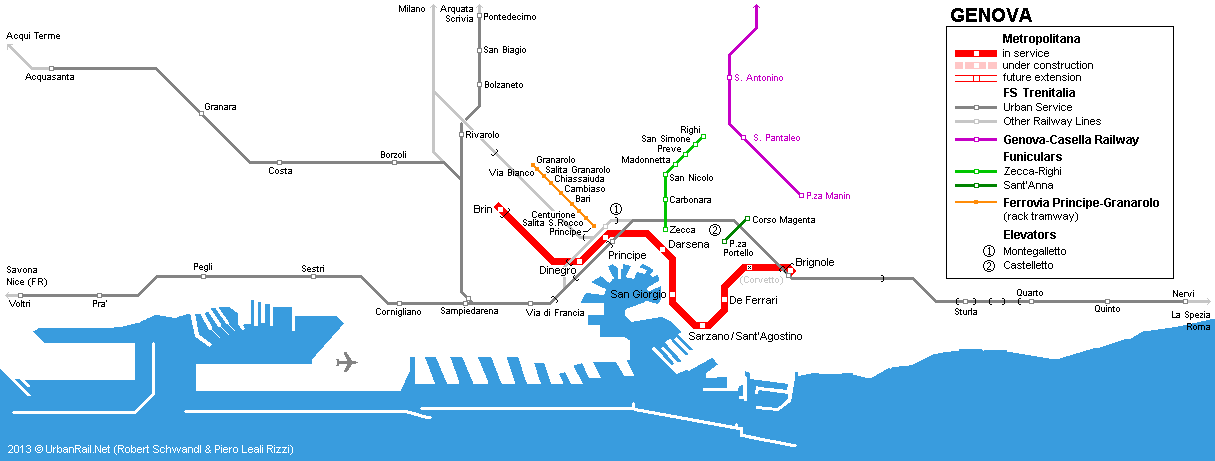 Milano
Arquata
Scrivia
Pontedecimo
San Biagio
Bolzaneto
Rivarolo
Acqui Terme
Acquasanta
Granara
Costa
Borzoli
Via Bianco
Granarolo
Salita Granarolo
Chiassaiuda
Cambiaso
Bari
Centurione
Salita S.Rocco
Principe
Brin
Dinegro
Principe
Darsena
San Giorgio
Sarzano/Sant'Agostino
De Ferrari
(Corvetto)
Brignole
1
2
Righi
San Simone
Preve
Madonnetta
San Nicolo
Carbonara
Zecca
Corso Magenta
P.za
Portello
S. Antonino
S. Pantaleo
P.za Manin
Savona
Nice (FR)
Voltri
Pra'
Pegli
Sestri
Cornigliano
Sampiedarena
Via di Francia
Sturla
Quarto
Quinto
Nervi
La Spezia
Roma
GENOVA
Metropolitana
in service
under construction
future extension
FS Trenitalia
Urban Service
Other Railway Lines
Genova-Casella Railway
Funiculars
Zecca-Righi
Sant'Anna
Ferrovia Principe-Granarolo
(rack tramway)
Elevators
1 Montegalletto
2 Castelletto
2013 © UrbanRail.Net (Robert Schwandl & Piero Leali Rizzi)